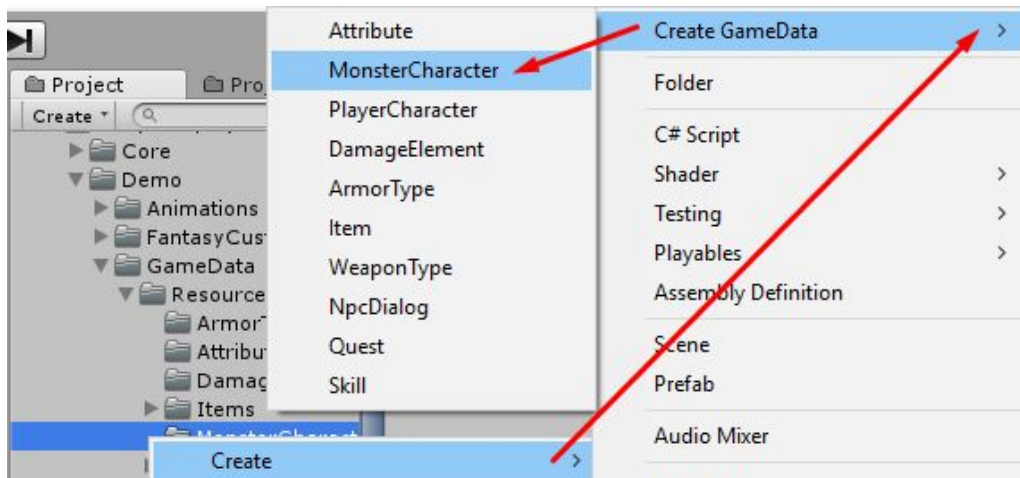 Attribute
MonsterCharacter
PlayerCharacter
DamageElement
ArmorType
Item
WeaponType
NpcDialog
Quest
Skill
Create GameData
Folder
C# Script
Shader
Testing
Playables
Assembly Definition
Scene
Prefab
Audio Mixer
Project
Pro
Create
Core
Demo
Animations
FantasyCus
GameData
Resource
Armor
Attribu
Damag
Items
MonsterCharact
Create